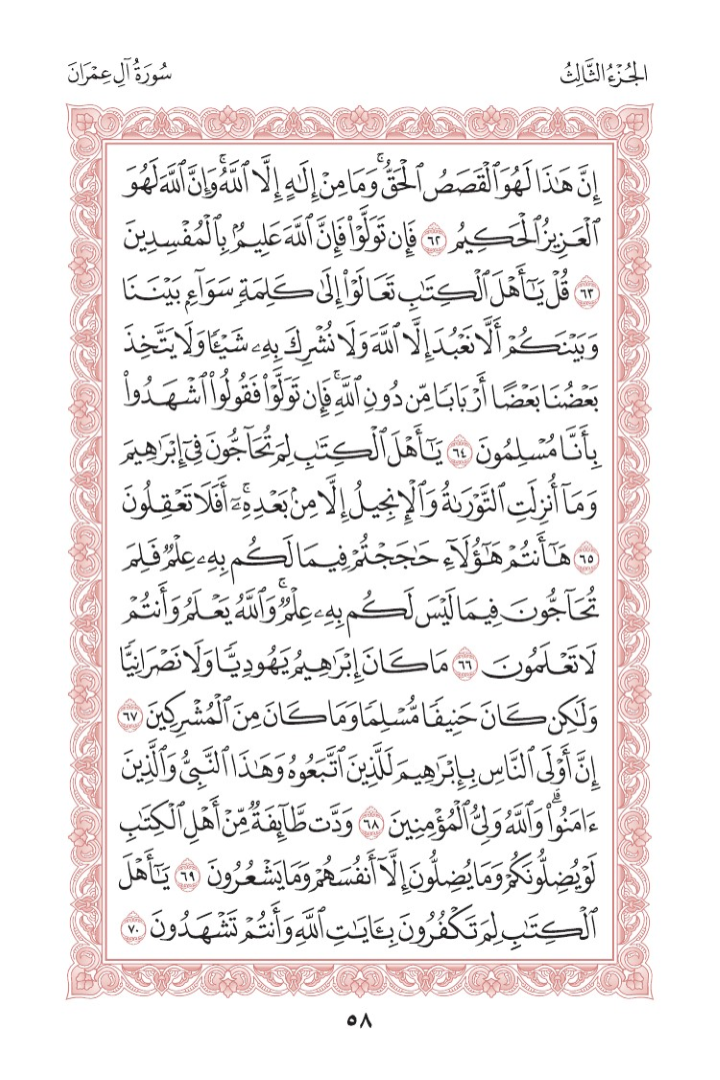 الجُزْءُ الثَّالِثُ
سُورَةُ آلِ عِمْرَانَ
إِنَّ هَٰذَا لَهُوَ ٱلْقَصَصُ ٱلْحَقُّۚ وَمَا مِنْ إِلَٰهٍ إِلَّا ٱللَّهُۚ وَإِنَّ ٱللَّهَ لَهُوَ
ٱلْعَزِيزُ ٱلْحَكِيمُ ٦٢ فَإِن تَوَلَّوْا۟ فَإِنَّ ٱللَّهَ عَلِيمٌۢ بِٱلْمُفْسِدِينَ
٦٣ قُلْ يَٰٓأَهْلَ ٱلْكِتَٰبِ تَعَالَوْا۟ إِلَىٰ كَلِمَةٍ سَوَآءٍۭ بَيْنَنَا
وَبَيْنَكُمْ أَلَّا نَعْبُدَ إِلَّا ٱللَّهَ وَلَا نُشْرِكَ بِهِۦ شَيْـًٔا وَلَا يَتَّخِذَ
بَعْضُنَا بَعْضًا أَرْبَابًا مِّن دُونِ ٱللَّهِۚ فَإِن تَوَلَّوْا۟ فَقُولُوا۟ ٱشْهَدُوا۟
بِأَنَّا مُسْلِمُونَ ٦٤ يَٰٓأَهْلَ ٱلْكِتَٰبِ لِمَ تُحَآجُّونَ فِىٓ إِبْرَٰهِيمَ
وَمَآ أُنزِلَتِ ٱلتَّوْرَىٰةُ وَٱلْإِنجِيلُ إِلَّا مِنۢ بَعْدِهِۦٓۚ أَفَلَا تَعْقِلُونَ
٦٥ هَٰٓأَنتُمْ هَٰٓؤُلَآءِ حَٰجَجْتُمْ فِيمَا لَكُم بِهِۦ عِلْمٌ فَلِمَ
تُحَآجُّونَ فِيمَا لَيْسَ لَكُم بِهِۦ عِلْمٌۚ وَٱللَّهُ يَعْلَمُ وَأَنتُمْ
لَا تَعْلَمُونَ ٦٦ مَا كَانَ إِبْرَٰهِيمُ يَهُودِيًّا وَلَا نَصْرَانِيًّا
وَلَٰكِن كَانَ حَنِيفًا مُّسْلِمًا وَمَا كَانَ مِنَ ٱلْمُشْرِكِينَ ٦٧
إِنَّ أَوْلَى ٱلنَّاسِ بِإِبْرَٰهِيمَ لَلَّذِينَ ٱتَّبَعُوهُ وَهَٰذَا ٱلنَّبِىُّ وَٱلَّذِينَ
ءَامَنُوا۟ۗ وَٱللَّهُ وَلِىُّ ٱلْمُؤْمِنِينَ ٦٨ وَدَّت طَّآئِفَةٌ مِّنْ أَهْلِ ٱلْكِتَٰبِ
لَوْ يُضِلُّونَكُمْ وَمَا يُضِلُّونَ إِلَّآ أَنفُسَهُمْ وَمَا يَشْعُرُونَ ٦٩ يَٰٓأَهْلَ
ٱلْكِتَٰبِ لِمَ تَكْفُرُونَ بِـَٔايَٰتِ ٱللَّهِ وَأَنتُمْ تَشْهَدُونَ ٧٠
٥٨